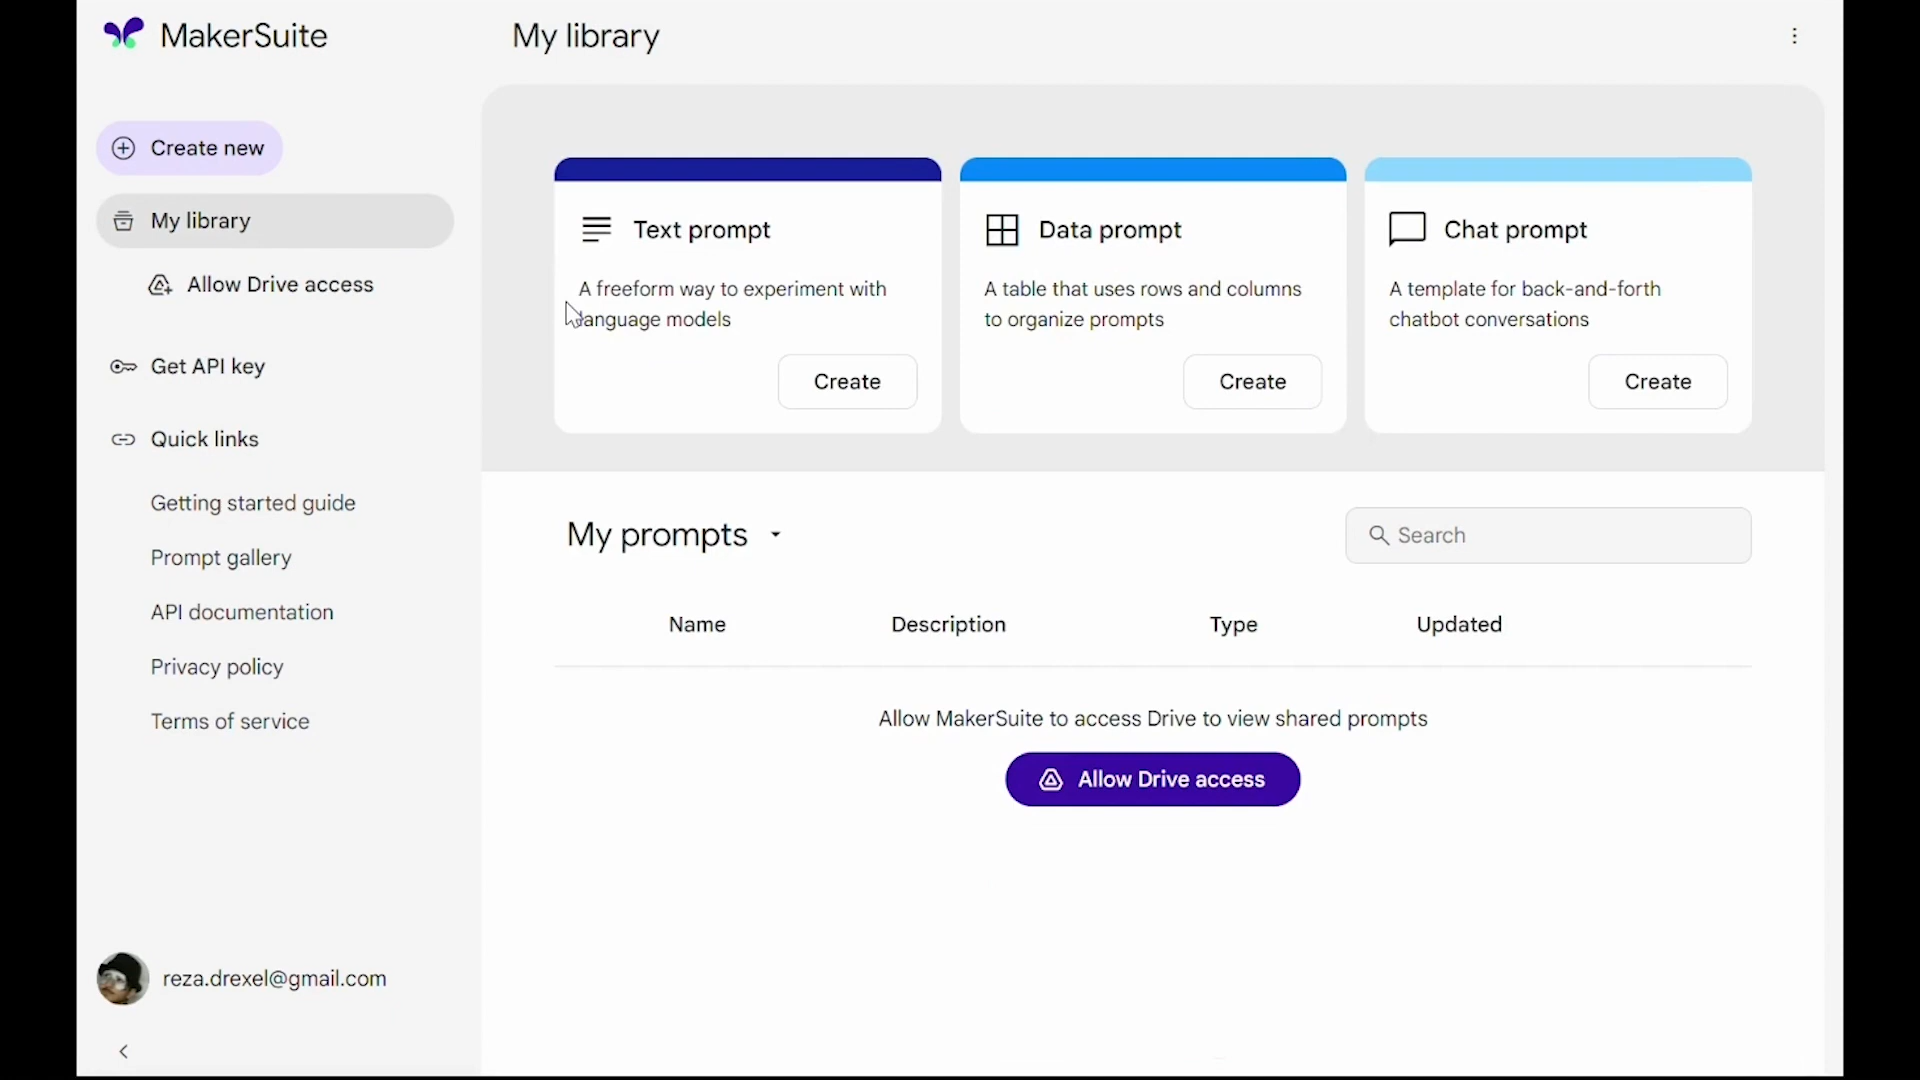 MakerSuite
My library
Create new
My library
Allow Drive access
Get API key
Quick links
Getting started guide
Prompt gallery
API documentation
Privacy policy
Terms of service
reza.drexel@gmail.com
Text prompt
A freeform way to experiment with
language models
Create
Data prompt
A table that uses rows and columns
to organize prompts
Create
Chat prompt
A template for back-and-forth
chatbot conversations
Create
My prompts
Search
Name Description Type Updated
Allow MakerSuite to access Drive to view shared prompts
Allow Drive access